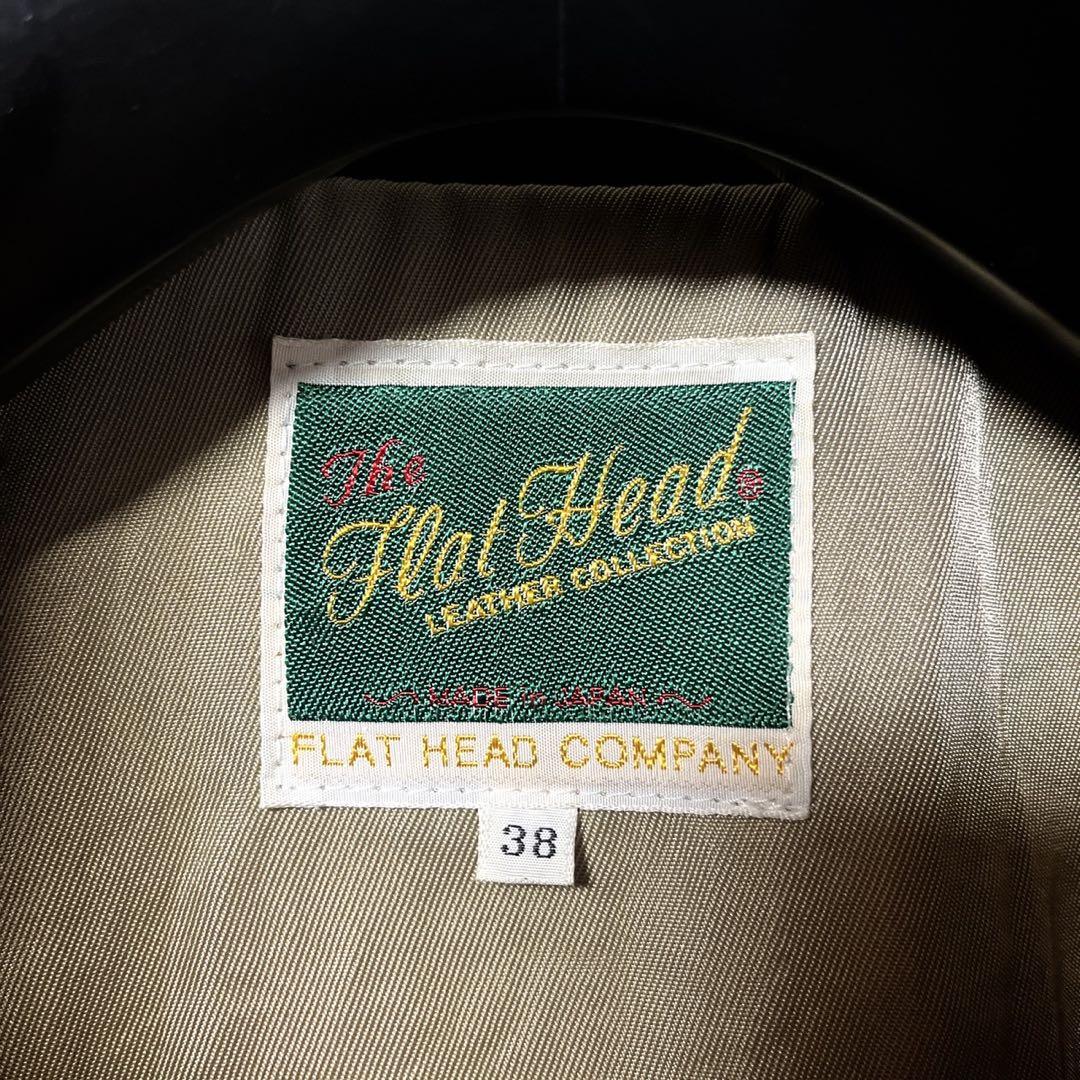 The
Flat Head®
LEATHER COLLECTION
MADE in JAPAN
FLAT HEAD COMPANY
38